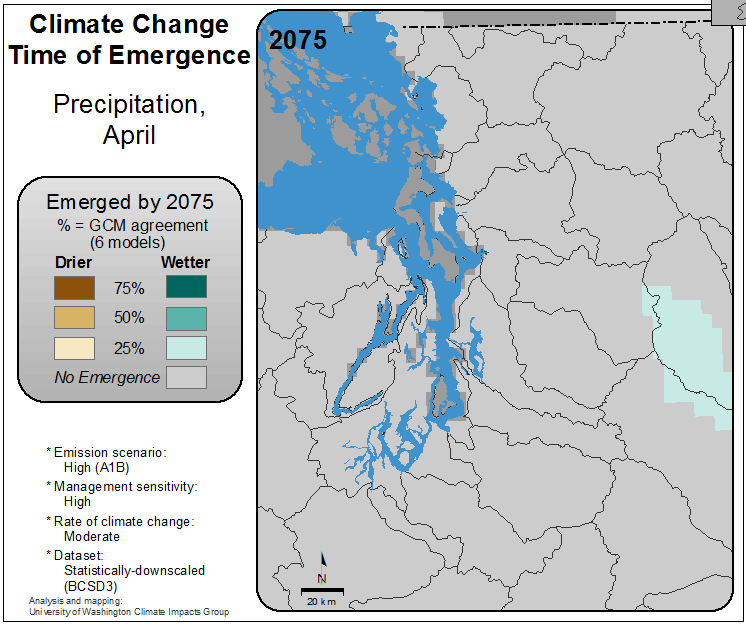 Climate Change
Time of Emergence
Precipitation,
April
Emerged by 2075
% = GCM agreement
(6 models)
Drier Wetter
75%
50%
25%
No Emergence
* Emission scenario:
High (A1B)
* Management sensitivity:
High
* Rate of climate change:
Moderate
* Dataset:
Statistically-downscaled
(BCSD3)
Analysis and mapping:
University of Washington Climate Impacts Group
2075
N
20 km